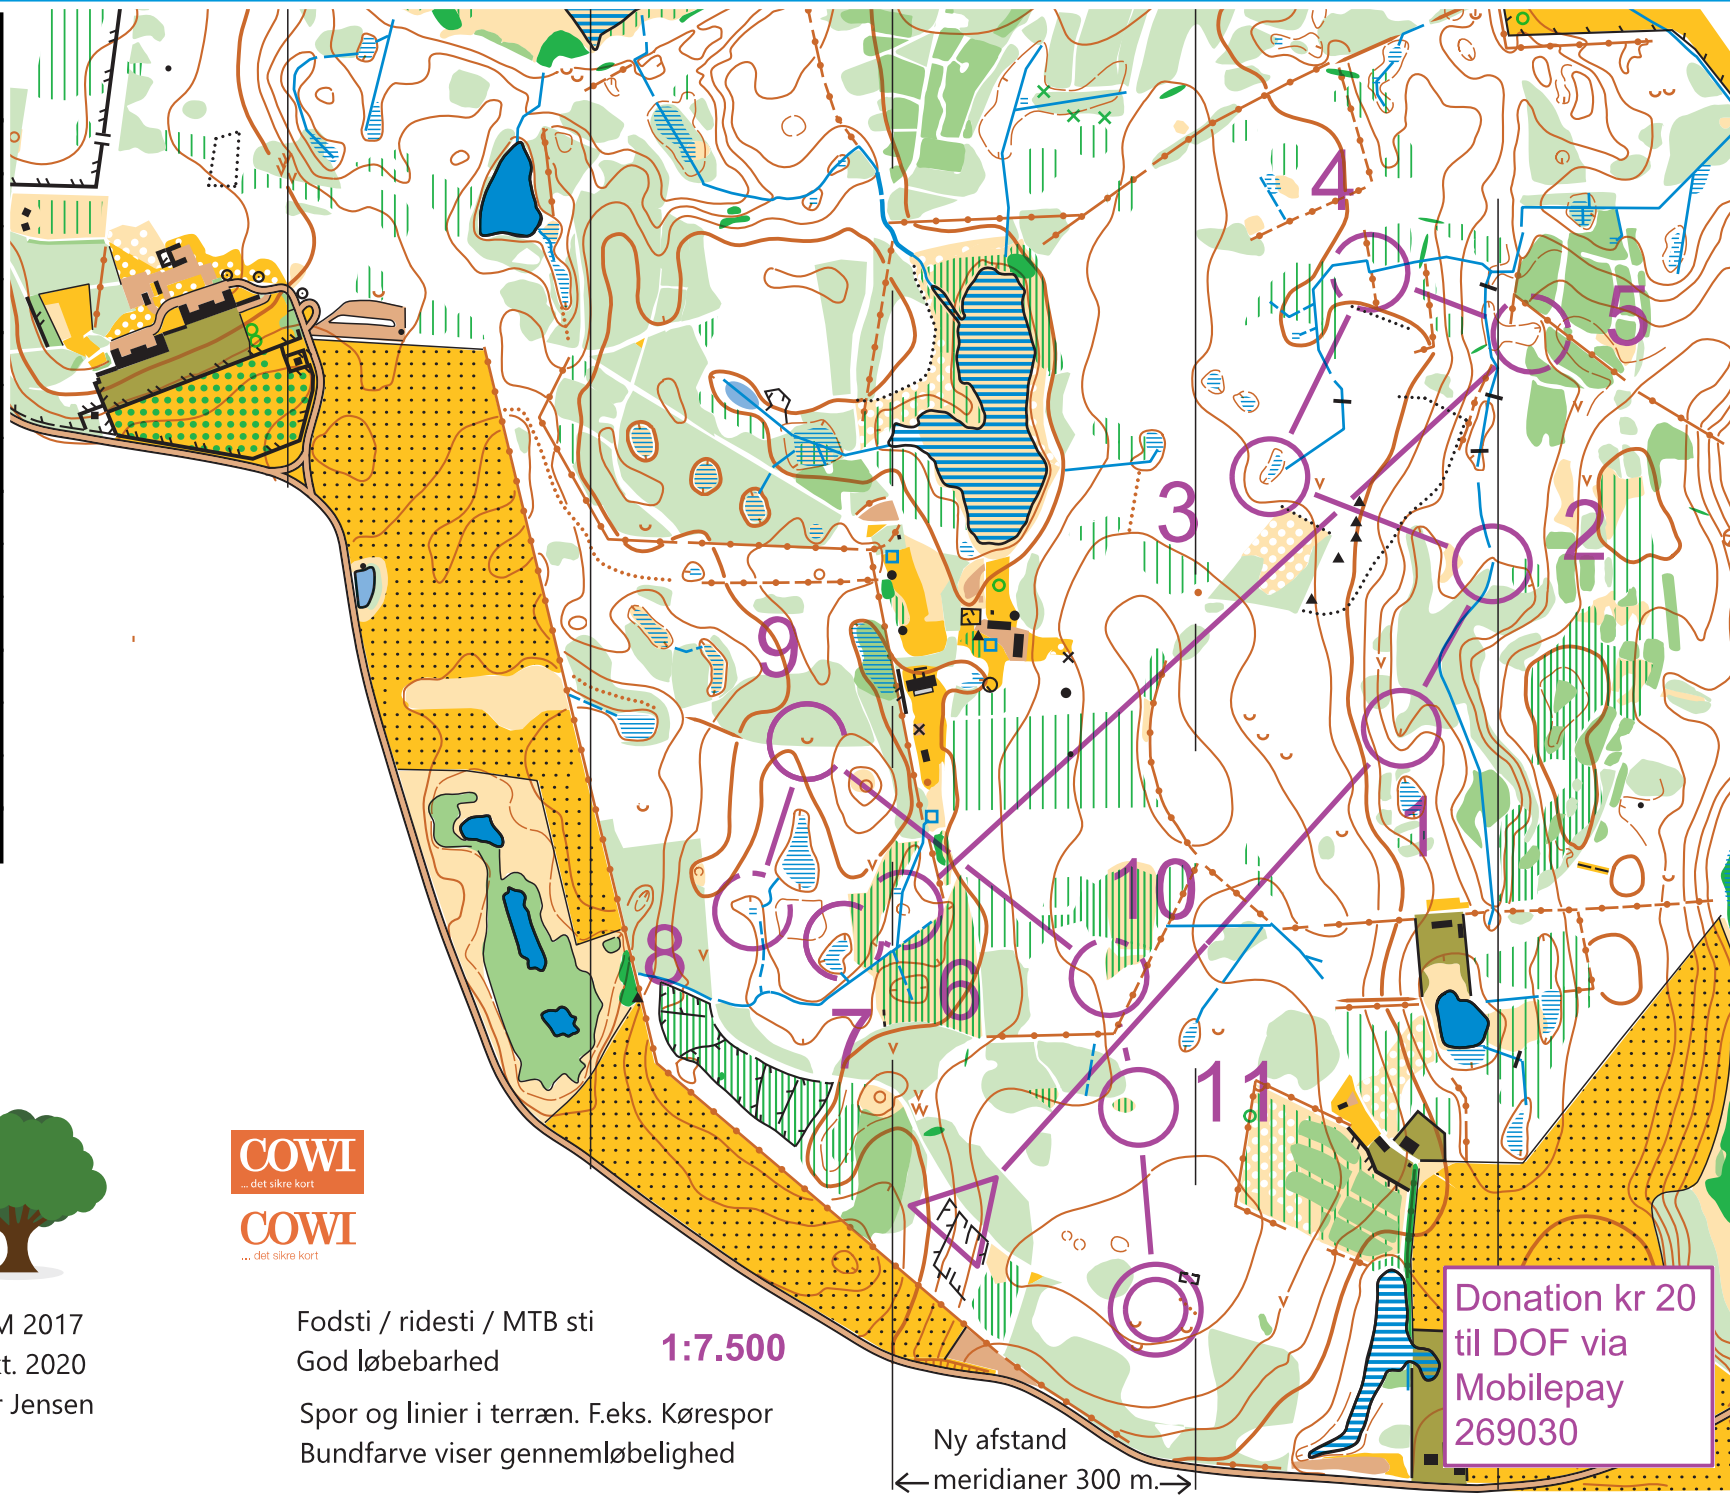 4
5
3
2
9
1
10
8
6
7
11
COWI
... det sikre kort
COWI
... det sikre kort
M 2017
kt. 2020
r Jensen
Fodsti / ridesti / MTB sti
God løbebarhed
1:7.500
Spor og linier i terræn. F.eks. Kørespor
Bundfarve viser gennemløbelighed
Ny afstand
meridianer 300 m.
Donation kr 20
til DOF via
Mobilepay
269030